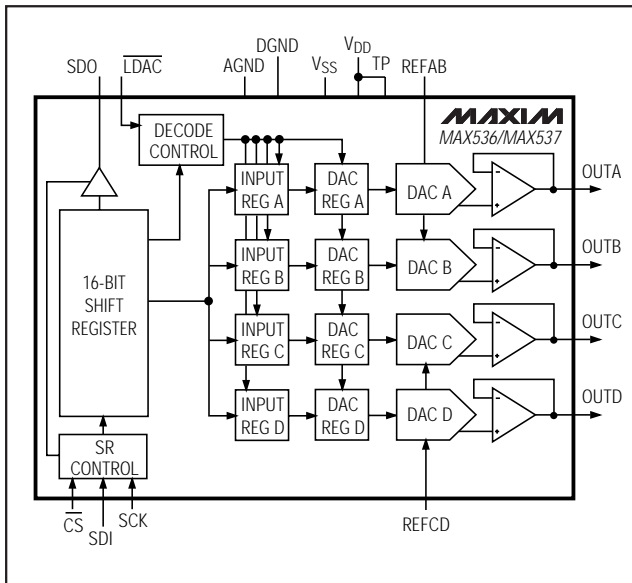 DGND
VDD
SDO
LDAC
AGND
VSS
TP
REFAB
MAXIM
MAX536/MAX537
DECODE
CONTROL
INPUT
REG A
DAC
REG A
DAC A
OUTA
INPUT
REG B
DAC
REG B
DAC B
OUTB
16-BIT
SHIFT
REGISTER
INPUT
REG C
DAC
REG C
DAC C
OUTC
INPUT
REG D
DAC
REG D
DAC D
OUTD
SR
CONTROL
CS
SDI
SCK
REFCD
- +
- +
- +
- +